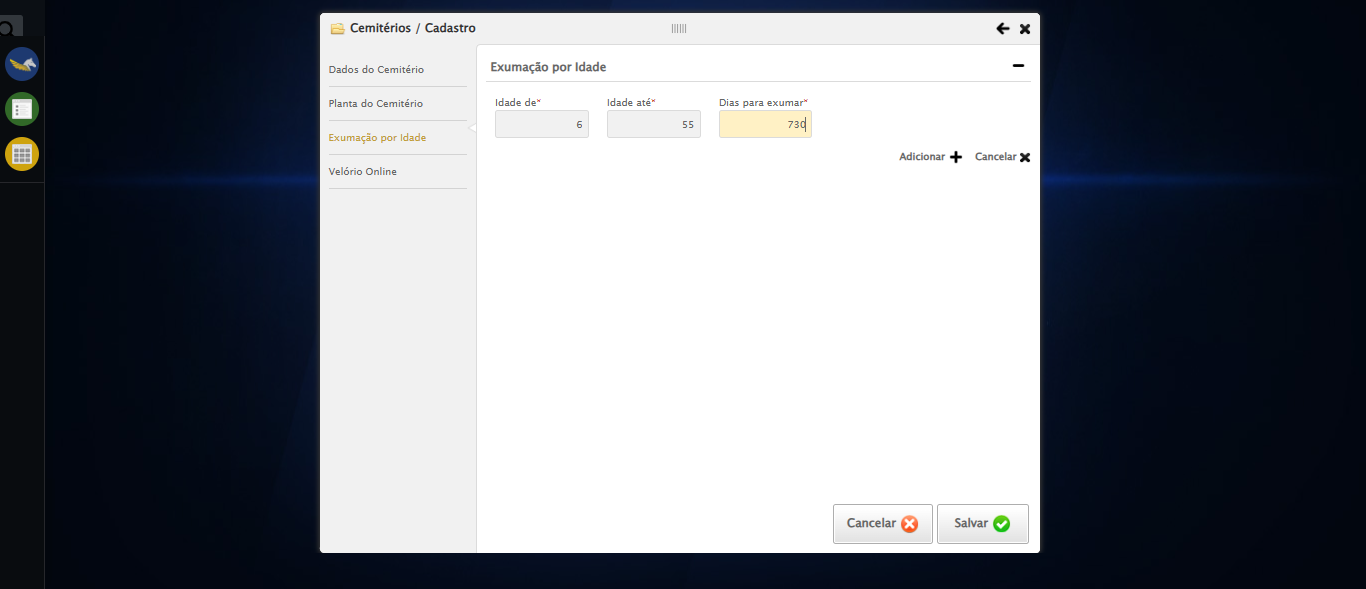 Cemitérios / Cadastro
Dados do Cemitério
Planta do Cemitério
Exumação por Idade
Velório Online
Exumação por Idade
Idade de* Idade até* Dias para exumar*
6 55 730
Adicionar Cancelar
Cancelar Salvar